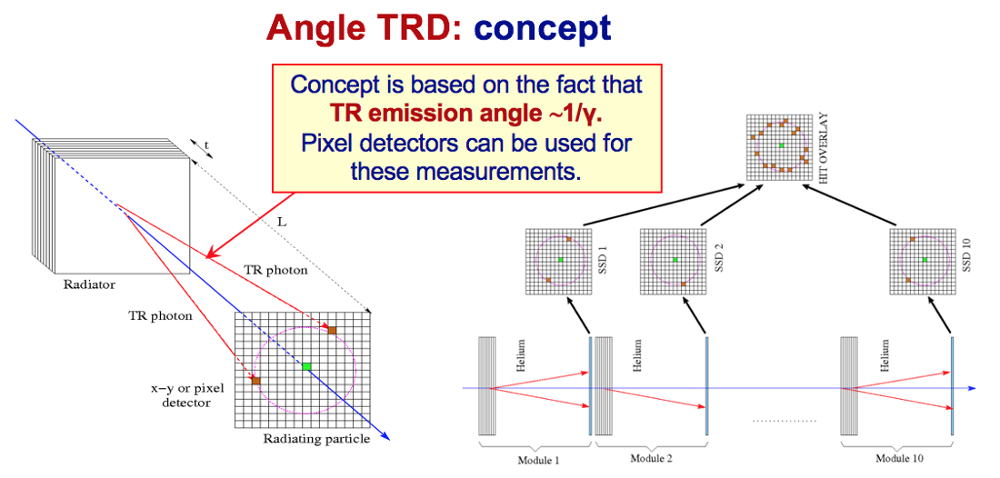 Angle TRD: concept
Concept is based on the fact that
TR emission angle ~1/γ.
Pixel detectors can be used for
these measurements.
t
L
Radiator
TR photon
TR photon
x−y or pixel
detector
Radiating particle
HIT OVERLAY
SSD 1
SSD 2
SSD 10
Helium
Helium
Helium
.....................
Module 1
Module 2
Module 10